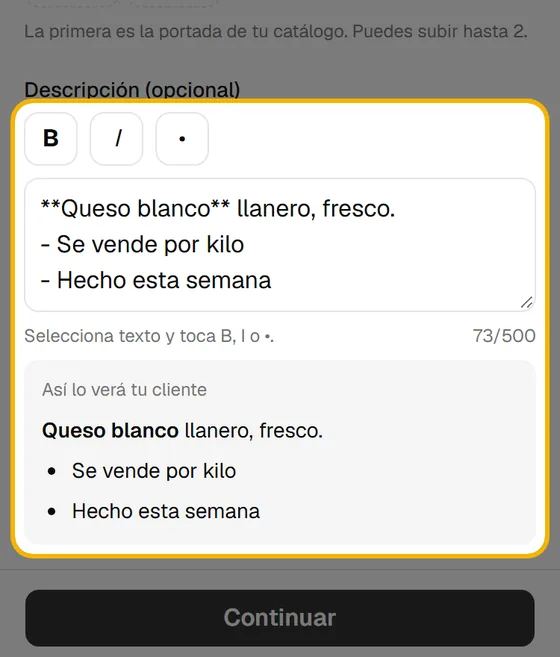 La primera es la portada de tu catálogo. Puedes subir hasta 2.
Descripción (opcional)
B I •
**Queso blanco** llanero, fresco.
- Se vende por kilo
- Hecho esta semana
Selecciona texto y toca B, I o •. 73/500
Así lo verá tu cliente
Queso blanco llanero, fresco.
• Se vende por kilo
• Hecho esta semana
Continuar